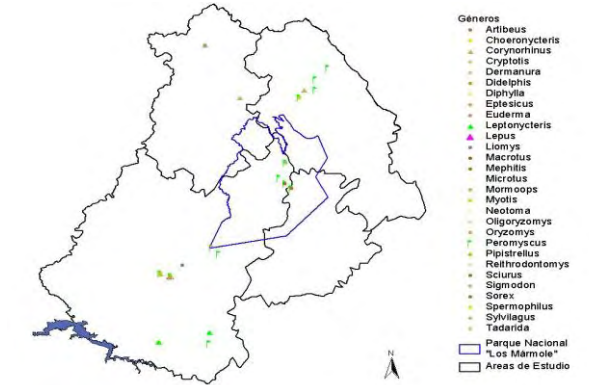 Géneros
Artibeus
Choeronycteris
Corynorhinus
Cryptotis
Dermanura
Didelphis
Diphylla
Eptesicus
Euderma
Leptonycteris
Lepus
Liomys
Macrotus
Mephitis
Microtus
Mormoops
Myotis
Neotoma
Oligoryzomys
Oryzomys
Peromyscus
Pipistrellus
Reithrodontomys
Sciurus
Sigmodon
Sorex
Spermophilus
Sylvilagus
Tadarida
Parque Nacional
"Los Mármole"
Areas de Estudio
N